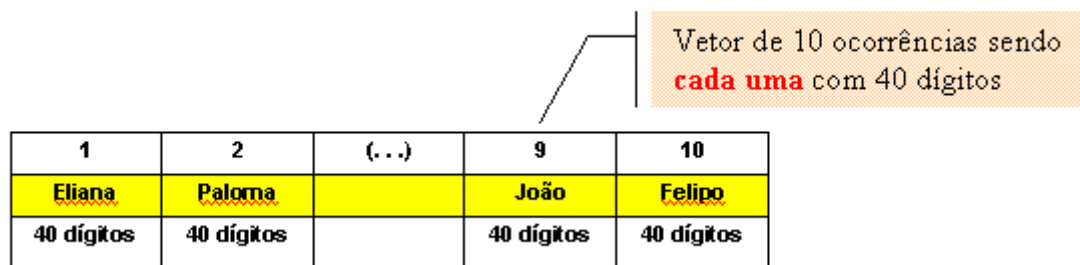 Vetor de 10 ocorrências sendo
cada uma com 40 dígitos
1 2 (...) 9 10
Eliana Paloma João Felipo
40 dígitos 40 dígitos 40 dígitos 40 dígitos